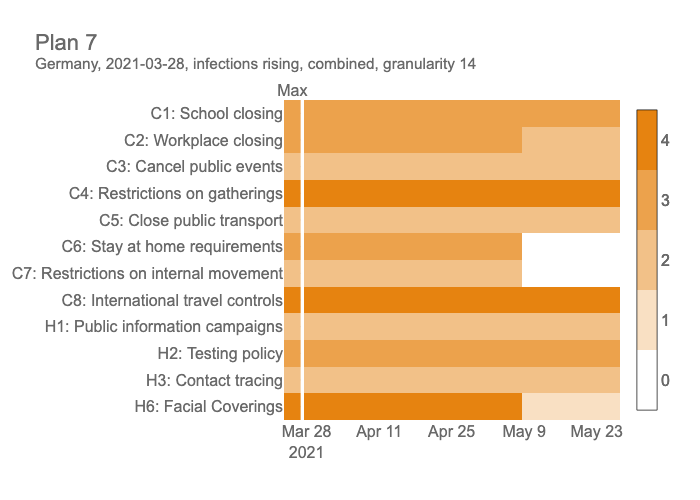 Plan 7
Germany, 2021-03-28, infections rising, combined, granularity 14
Max
C1: School closing
C2: Workplace closing
C3: Cancel public events
C4: Restrictions on gatherings
C5: Close public transport
C6: Stay at home requirements
C7: Restrictions on internal movement
C8: International travel controls
H1: Public information campaigns
H2: Testing policy
H3: Contact tracing
H6: Facial Coverings
Mar 28 Apr 11 Apr 25 May 9 May 23
2021
4
3
2
1
0